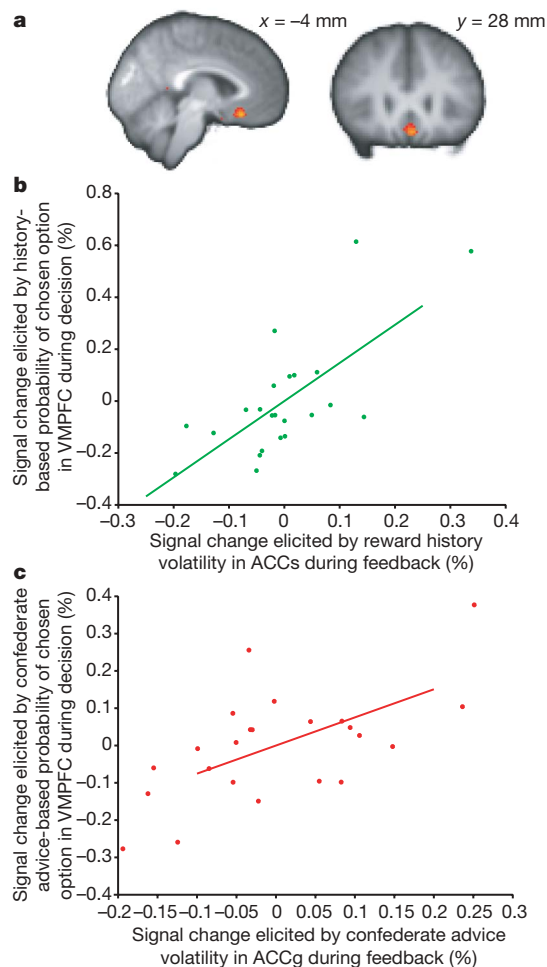 a
x = –4 mm
y = 28 mm
b
Signal change elicited by history-
based probability of chosen option
in VMPFC during decision (%)
0.8
0.6
0.4
0.2
0
–0.2
–0.4
–0.3
–0.2
–0.1
0
0.1
0.2
0.3
0.4
Signal change elicited by reward history
volatility in ACCs during feedback (%)
c
Signal change elicited by confederate
advice-based probability of chosen
option in VMPFC during decision (%)
0.4
0.3
0.2
0.1
0
–0.1
–0.2
–0.3
–0.4
–0.2
–0.15
–0.1
–0.05
0
0.05
0.1
0.15
0.2
0.25
0.3
Signal change elicited by confederate advice
volatility in ACCg during feedback (%)